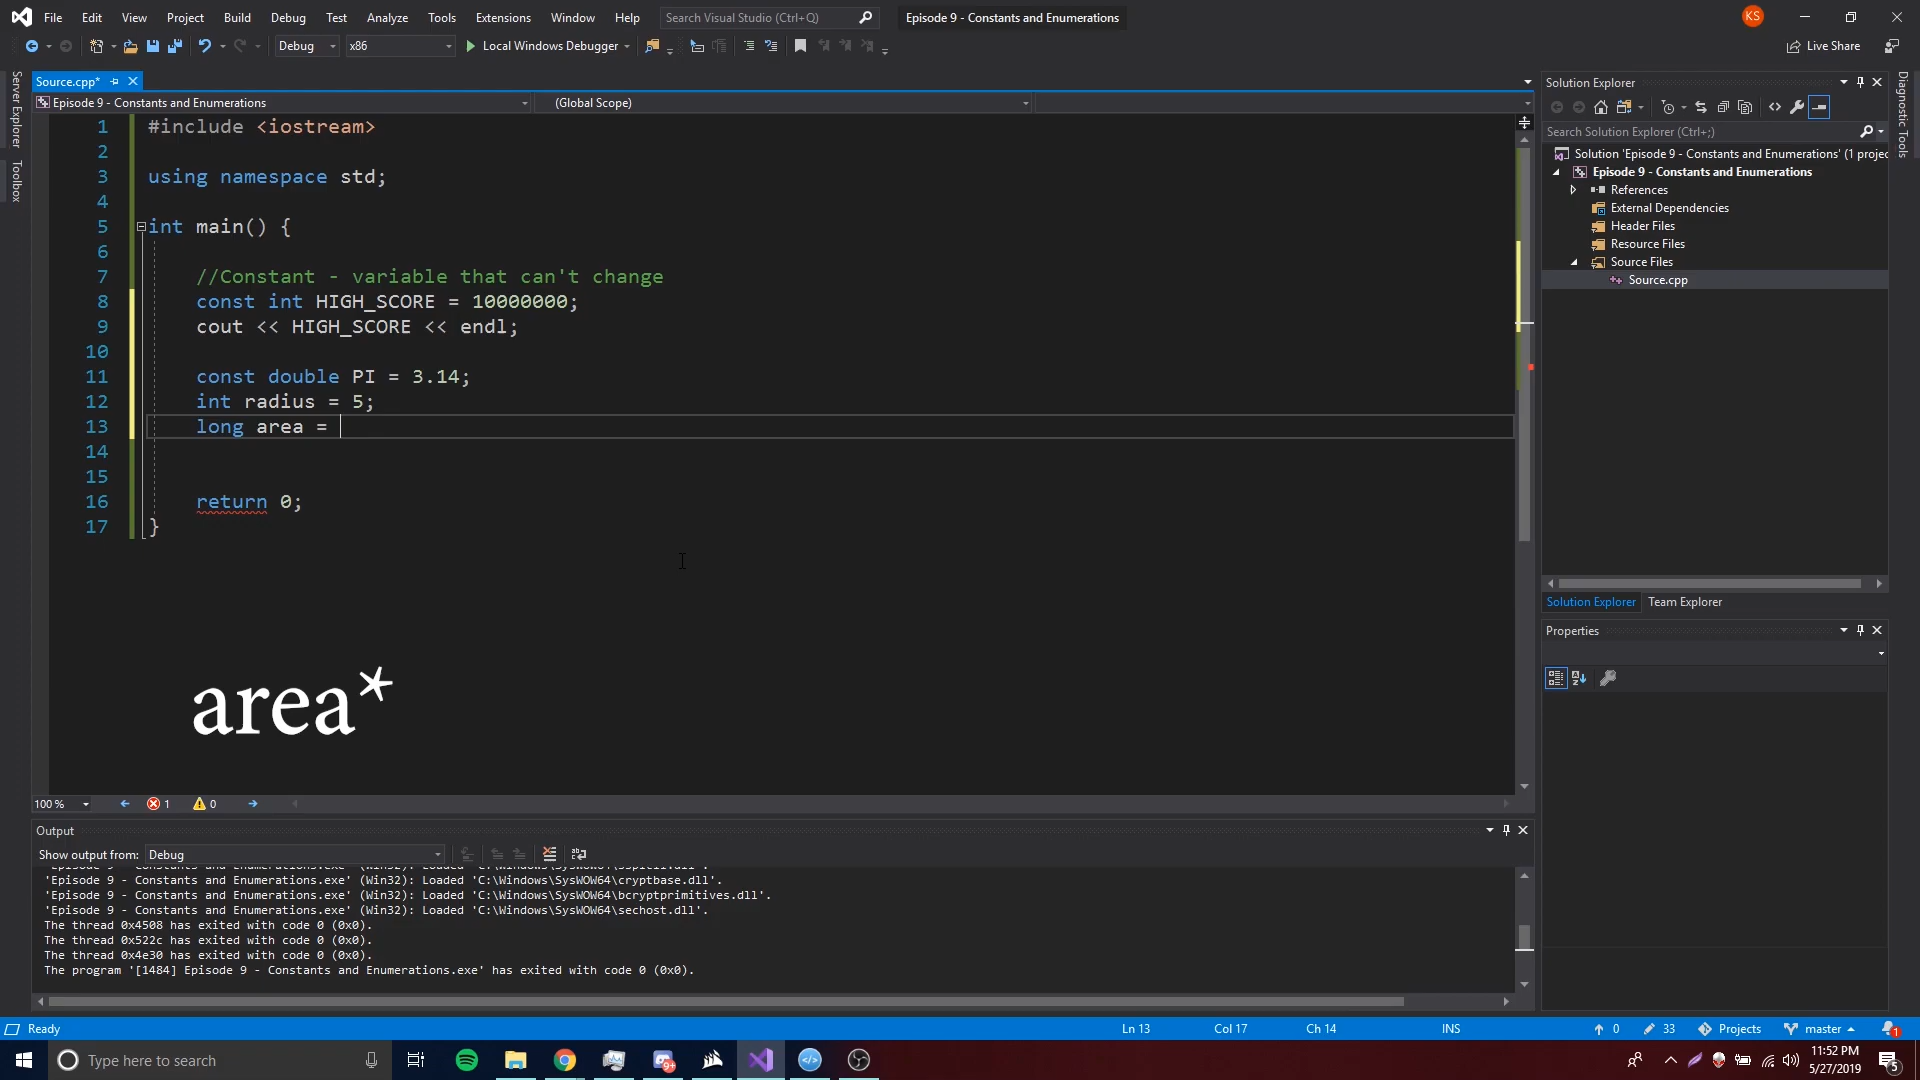 File Edit View Project Build Debug Test Analyze Tools Extensions Window Help Search Visual Studio (Ctrl+Q) Episode 9 - Constants and Enumerations KS
Debug x86 Local Windows Debugger Live Share
Server Explorer
Toolbox
Source.cpp*
Episode 9 - Constants and Enumerations (Global Scope)
1 #include <iostream>
2
3 using namespace std;
4
5 int main() {
6
7 //Constant - variable that can't change
8 const int HIGH_SCORE = 10000000;
9 cout << HIGH_SCORE << endl;
10
11 const double PI = 3.14;
12 int radius = 5;
13 long area =
14
15
16 return 0;
17 }
area*
100 % 1 0
Output
Show output from: Debug
'Episode 9 - Constants and Enumerations.exe' (Win32): Loaded 'C:\Windows\SysWOW64\cryptbase.dll'.
'Episode 9 - Constants and Enumerations.exe' (Win32): Loaded 'C:\Windows\SysWOW64\bcryptprimitives.dll'.
'Episode 9 - Constants and Enumerations.exe' (Win32): Loaded 'C:\Windows\SysWOW64\sechost.dll'.
The thread 0x4508 has exited with code 0 (0x0).
The thread 0x522c has exited with code 0 (0x0).
The thread 0x4e30 has exited with code 0 (0x0).
The program '[1484] Episode 9 - Constants and Enumerations.exe' has exited with code 0 (0x0).
Solution Explorer
Search Solution Explorer (Ctrl+;)
Solution 'Episode 9 - Constants and Enumerations' (1 projec
Episode 9 - Constants and Enumerations
References
External Dependencies
Header Files
Resource Files
Source Files
Source.cpp
Solution Explorer Team Explorer
Properties
Diagnostic Tools
Ready Ln 13 Col 17 Ch 14 INS 0 33 Projects master 1
Type here to search 9+ 11:52 PM
5/27/2019 5